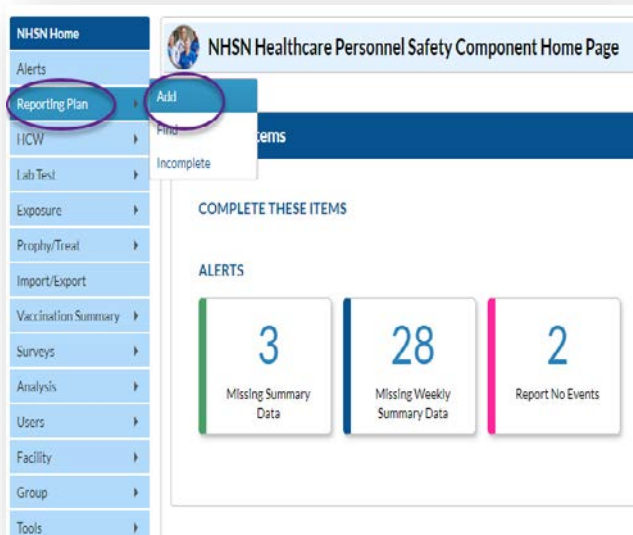 NHSN Home
Alerts
Reporting Plan
HCW
Lab Test
Exposure
Prophy/Treat
Import/Export
Vaccination Summary
Surveys
Analysis
Users
Facility
Group
Tools
Add
Find
Incomplete
NHSN Healthcare Personnel Safety Component Home Page
COMPLETE THESE ITEMS
ALERTS
3
Missing Summary
Data
28
Missing Weekly
Summary Data
2
Report No Events